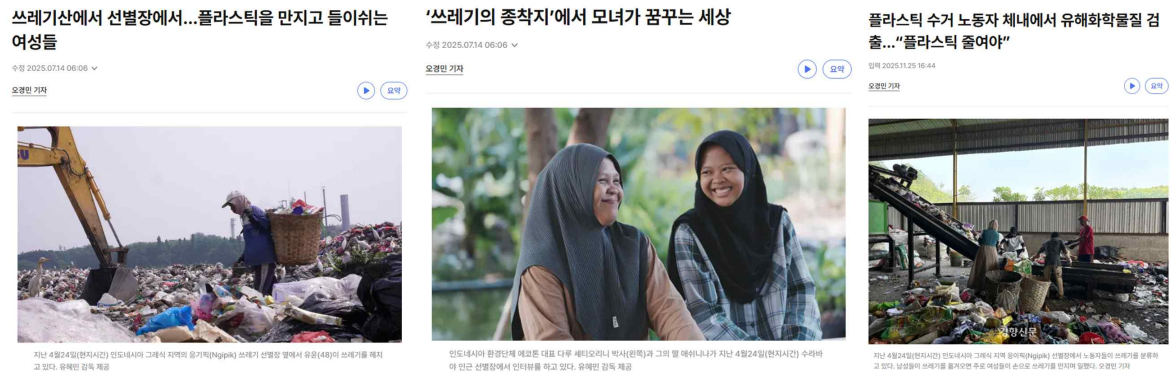 쓰레기산에서 선별장에서...플라스틱을 만지고 들이쉬는
여성들
수정 2025.07.14 06:06
오경민 기자
요약
지난 4월24일(현지시간) 인도네시아 그레식 지역의 응기픽(Ngipik) 쓰레기 선별장 옆에서 유운(48)이 쓰레기를 헤치
고 있다. 유혜민 감독 제공
‘쓰레기의 종착지’에서 모녀가 꿈꾸는 세상
수정 2025.07.14 06:06
오경민 기자
요약
인도네시아 환경단체 에코톤 대표 다루 세티오리니 박사(왼쪽)과 그의 딸 애쉬니나가 지난 4월24일(현지시간) 수라바
야 인근 선별장에서 인터뷰를 하고 있다. 유혜민 감독 제공
플라스틱 수거 노동자 체내에서 유해화학물질 검
출...“플라스틱 줄여야”
입력 2025.11.25 16:44
오경민 기자
요약
경향신문
지난 4월24일(현지시간) 인도네시아 그레식 지역 응이픽(Ngipik) 선별장에서 노동자들이 쓰레기를 분류하
고 있다. 남성들이 쓰레기를 옮겨오면 주로 여성들이 손으로 쓰레기를 만지며 일했다. 오경민 기자